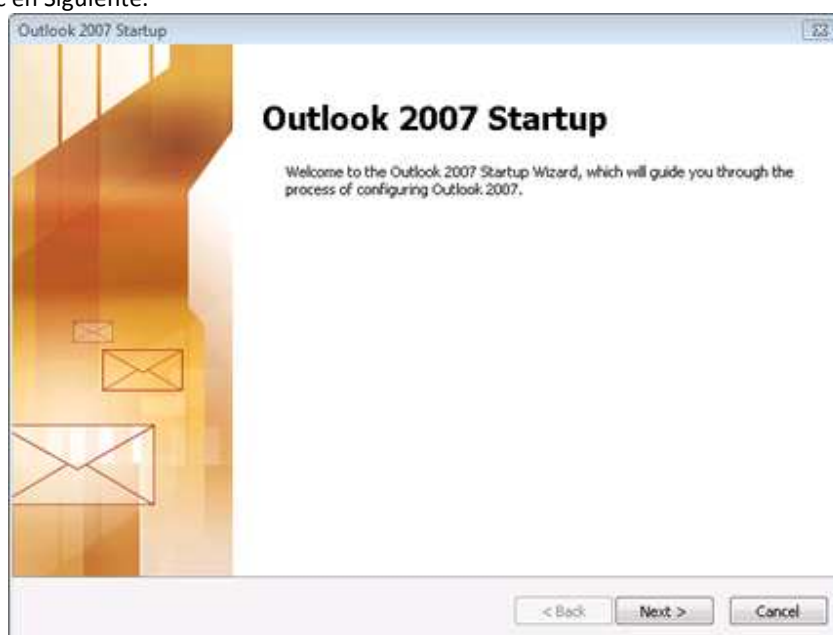 en Siguiente.
Outlook 2007 Startup
Outlook 2007 Startup
Welcome to the Outlook 2007 Startup Wizard, which will guide you through the
process of configuring Outlook 2007.
< Back Next > Cancel